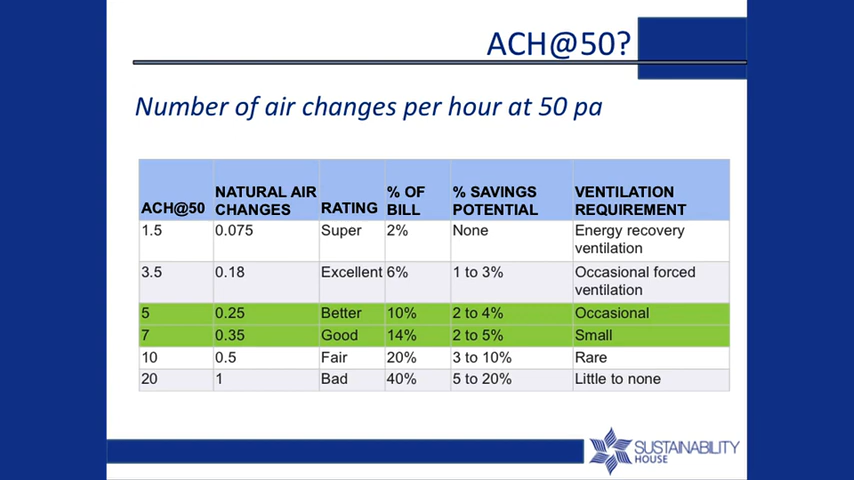 ACH@50?
Number of air changes per hour at 50 pa
ACH@50 NATURAL AIR CHANGES RATING % OF BILL % SAVINGS POTENTIAL VENTILATION REQUIREMENT
1.5 0.075 Super 2% None Energy recovery ventilation
3.5 0.18 Excellent 6% 1 to 3% Occasional forced ventilation
5 0.25 Better 10% 2 to 4% Occasional
7 0.35 Good 14% 2 to 5% Small
10 0.5 Fair 20% 3 to 10% Rare
20 1 Bad 40% 5 to 20% Little to none
SUSTAINABILITY
HOUSE